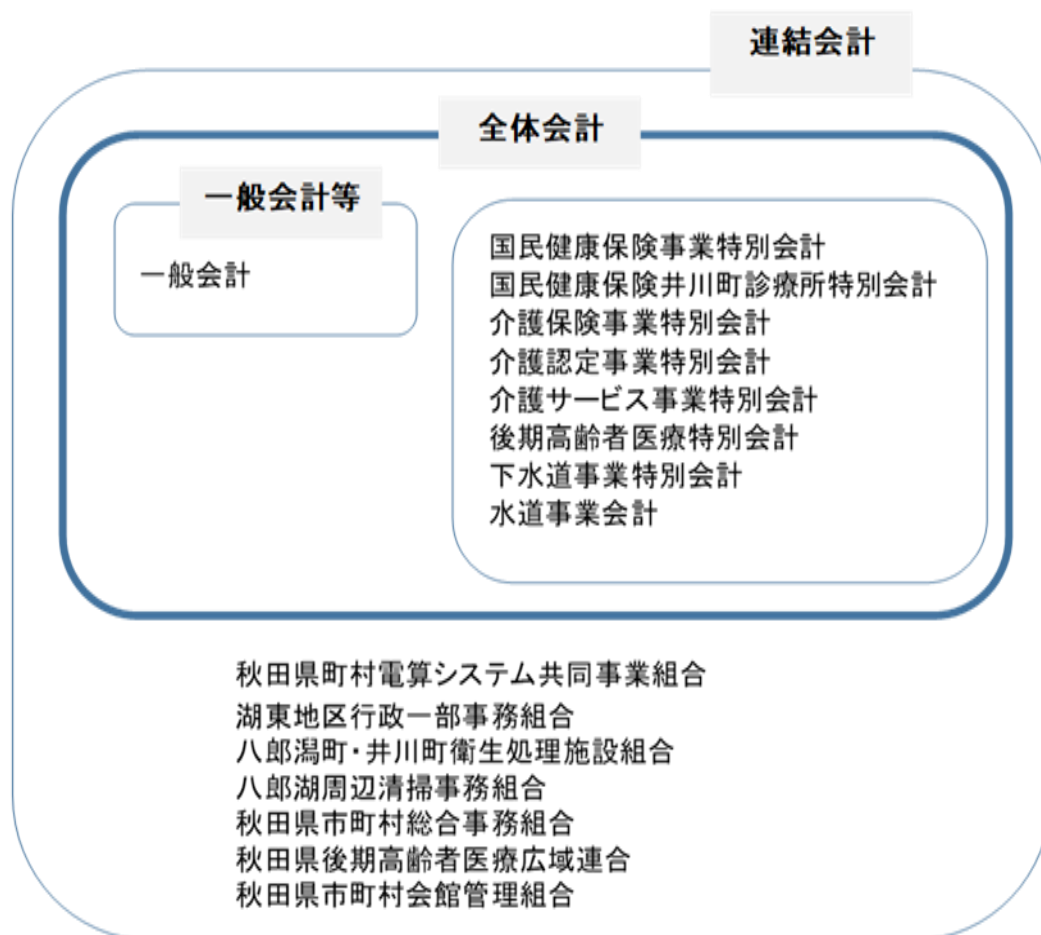 連結会計
全体会計
一般会計等
一般会計
国民健康保険事業特別会計
国民健康保険井川町診療所特別会計
介護保険事業特別会計
介護認定事業特別会計
介護サービス事業特別会計
後期高齢者医療特別会計
下水道事業特別会計
水道事業会計
秋田県町村電算システム共同事業組合
湖東地区行政一部事務組合
八郎潟町・井川町衛生処理施設組合
八郎湖周辺清掃事務組合
秋田県市町村総合事務組合
秋田県後期高齢者医療広域連合
秋田県市町村会館管理組合